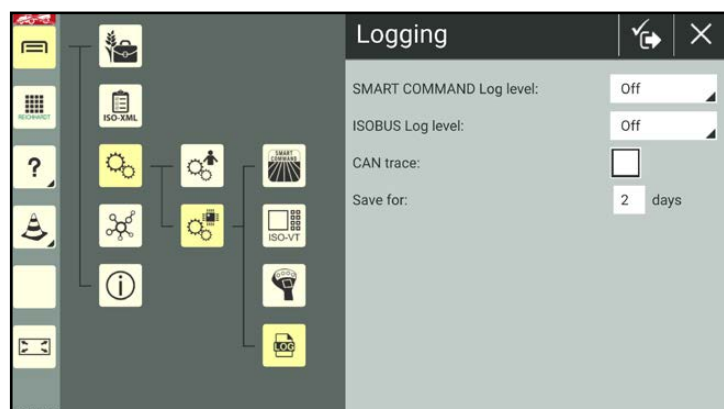 Logging
REICHHARDT
ISO-XML
?
SMART
COMMAND
ISO-VT
LOG
SMART COMMAND Log level:
Off
ISOBUS Log level:
Off
CAN trace:
Save for:
2 days